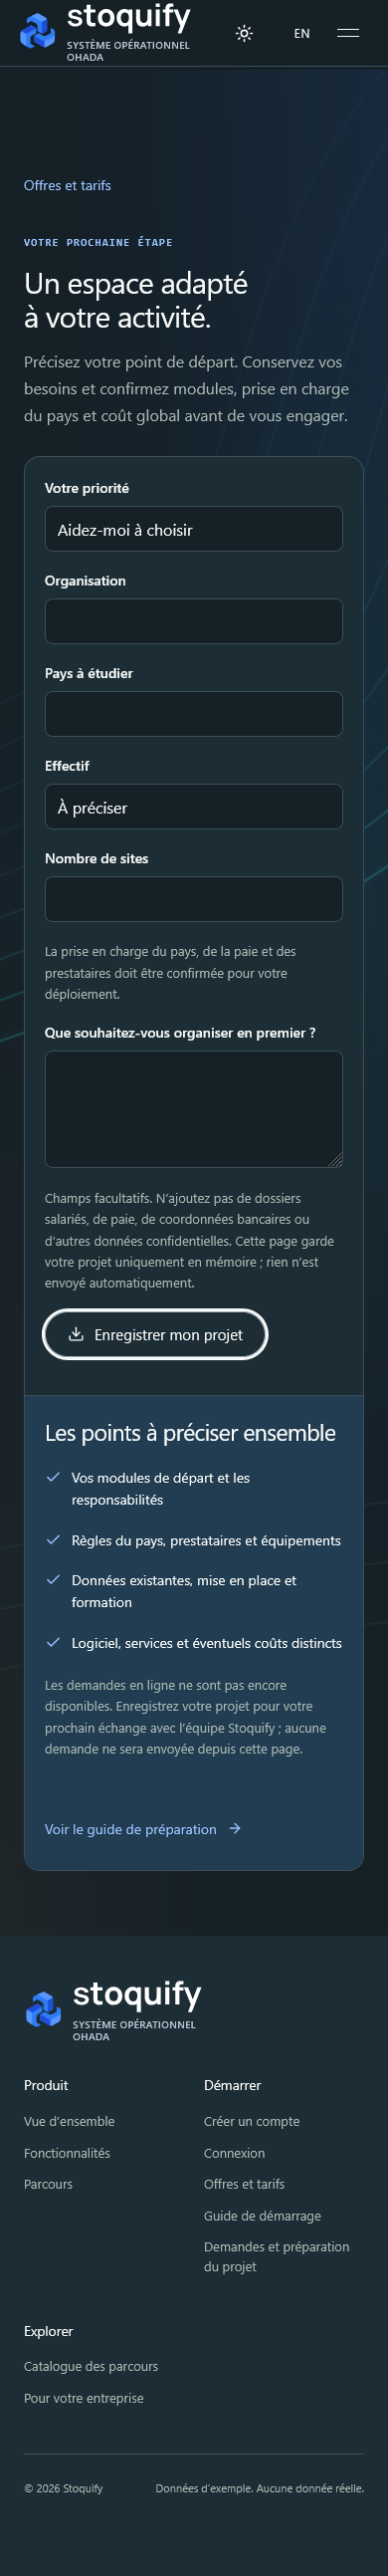 stoquify
SYSTÈME OPÉRATIONNEL
OHADA
EN
Offres et tarifs
VOTRE PROCHAINE ÉTAPE
Un espace adapté
à votre activité.
Précisez votre point de départ. Conservez vos
besoins et confirmez modules, prise en charge
du pays et coût global avant de vous engager.
Votre priorité
Aidez-moi à choisir
Organisation
Pays à étudier
Effectif
À préciser
Nombre de sites
La prise en charge du pays, de la paie et des
prestataires doit être confirmée pour votre
déploiement.
Que souhaitez-vous organiser en premier ?
Champs facultatifs. N’ajoutez pas de dossiers
salariés, de paie, de coordonnées bancaires ou
d’autres données confidentielles. Cette page garde
votre projet uniquement en mémoire ; rien n’est
envoyé automatiquement.
Enregistrer mon projet
Les points à préciser ensemble
Vos modules de départ et les
responsabilités
Règles du pays, prestataires et équipements
Données existantes, mise en place et
formation
Logiciel, services et éventuels coûts distincts
Les demandes en ligne ne sont pas encore
disponibles. Enregistrez votre projet pour votre
prochain échange avec l’équipe Stoquify ; aucune
demande ne sera envoyée depuis cette page.
Voir le guide de préparation
stoquify
SYSTÈME OPÉRATIONNEL
OHADA
Produit
Vue d’ensemble
Fonctionnalités
Parcours
Démarrer
Créer un compte
Connexion
Offres et tarifs
Guide de démarrage
Demandes et préparation
du projet
Explorer
Catalogue des parcours
Pour votre entreprise
© 2026 Stoquify
Données d’exemple. Aucune donnée réelle.